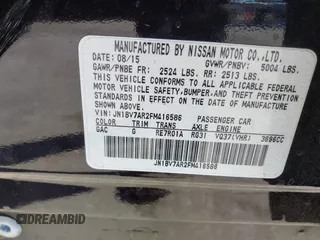 MANUFACTURED BY NISSAN MOTOR CO.,LTD.
DATE: 08/15 GVWR/PNBV: 5004 LBS.
GAWR/PNBE FR: 2524 LBS. RR: 2513 LBS.
THIS VEHICLE CONFORMS TO ALL APPLICABLE FEDERAL
MOTOR VEHICLE SAFETY, BUMPER, AND THEFT PREVENTION
STANDARDS IN EFFECT ON THE DATE OF MANUFACTURE SHOWN ABOVE.
VIN: JN1BV7AR2FM416586 PASSENGER CAR
COLOR TRIM TRANS AXLE ENGINE
GAC G RE7R01A RG31 VQ37(VHR) 3696CC
JN1BV7AR2FM416586
DREAMBID